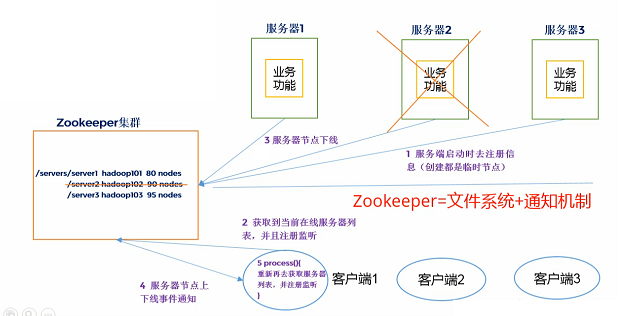 服务器1
服务器2
服务器3
业务
功能
业务
功能
业务
功能
Zookeeper集群
3 服务器节点下线
/servers/server1 hadoop101 80 nodes
/server2 hadoop102 90 nodes
/server3 hadoop103 95 nodes
1 服务端启动时去注册信
息（创建都是临时节点）
Zookeeper=文件系统+通知机制
2 获取到当前在线服务器列
表，并且注册监听
4 服务器节点上
下线事件通知
5 process(){
重新再去获取服务器
列表，并注册监听
}
客户端1
客户端2
客户端3